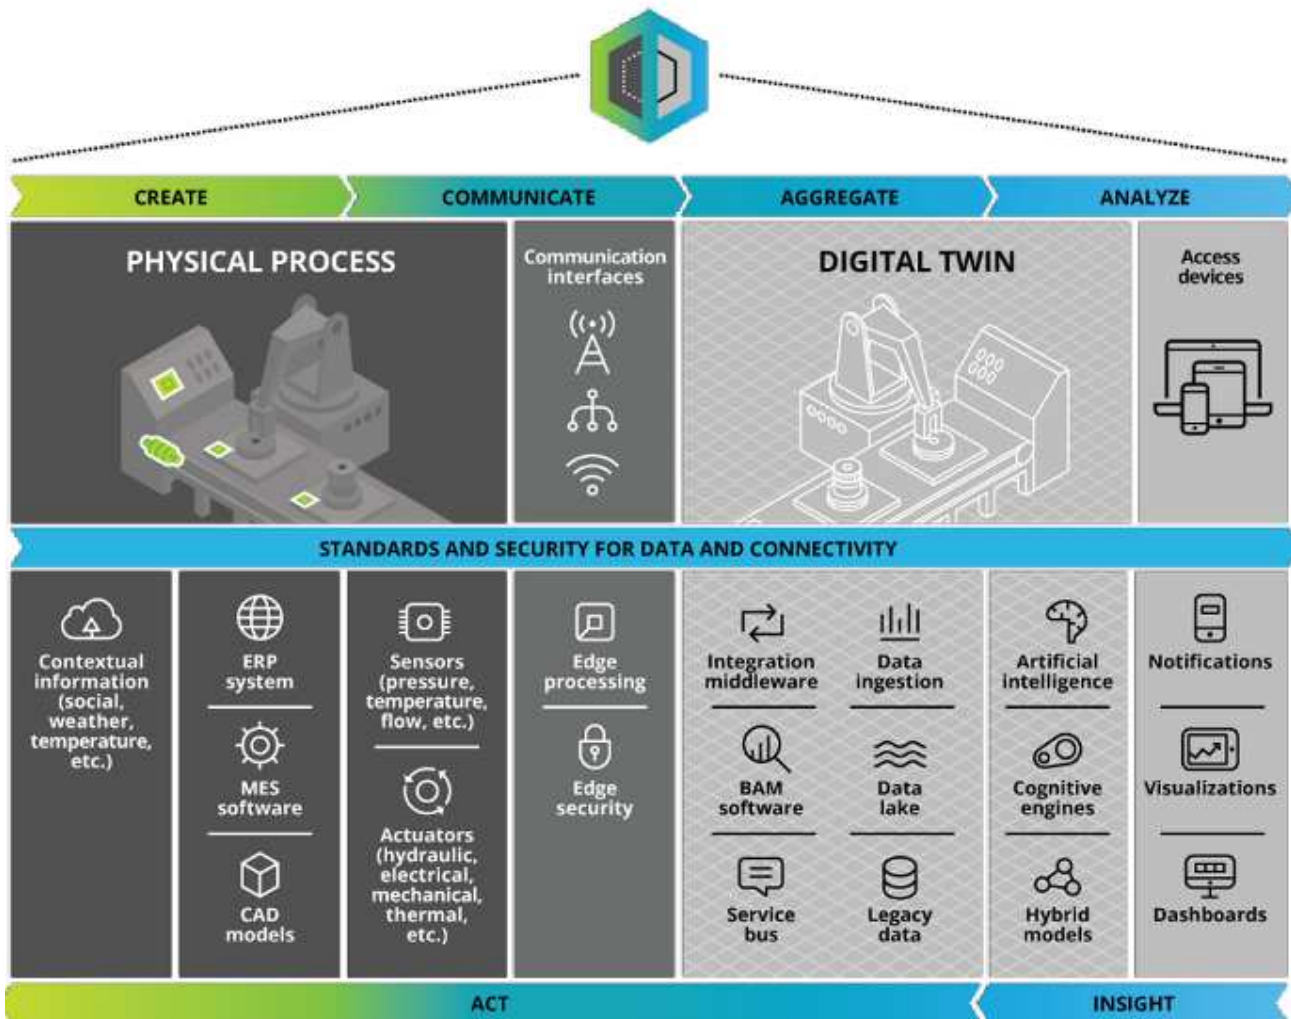 CREATE
COMMUNICATE
AGGREGATE
ANALYZE
PHYSICAL PROCESS
Communication
interfaces
DIGITAL TWIN
Access
devices
STANDARDS AND SECURITY FOR DATA AND CONNECTIVITY
Contextual
information
(social,
weather,
temperature,
etc.)
ERP
system
MES
software
CAD
models
Sensors
(pressure,
temperature,
flow, etc.)
Actuators
(hydraulic,
electrical,
mechanical,
thermal,
etc.)
Edge
processing
Edge
security
Integration
middleware
BAM
software
Service
bus
Data
ingestion
Data
lake
Legacy
data
Artificial
intelligence
Cognitive
engines
Hybrid
models
Notifications
Visualizations
Dashboards
ACT
INSIGHT